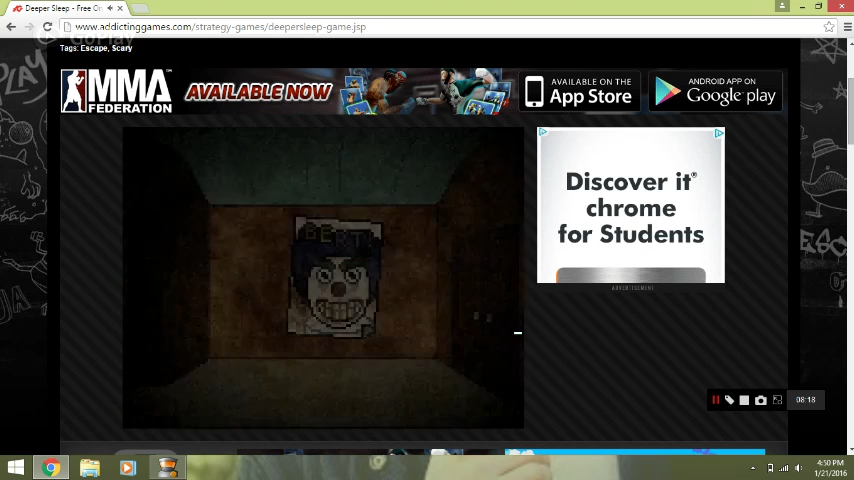 Deeper Sleep - Free On
www.addictinggames.com/strategy-games/deepersleep-game.jsp
GoPlay
Tags: Escape, Scary
MMA
FEDERATION
AVAILABLE NOW
AVAILABLE ON THE
App Store
ANDROID APP ON
Google play
BERT
Discover it®
chrome
for Students
ADVERTISEMENT
08:18
4:50 PM
1/21/2016